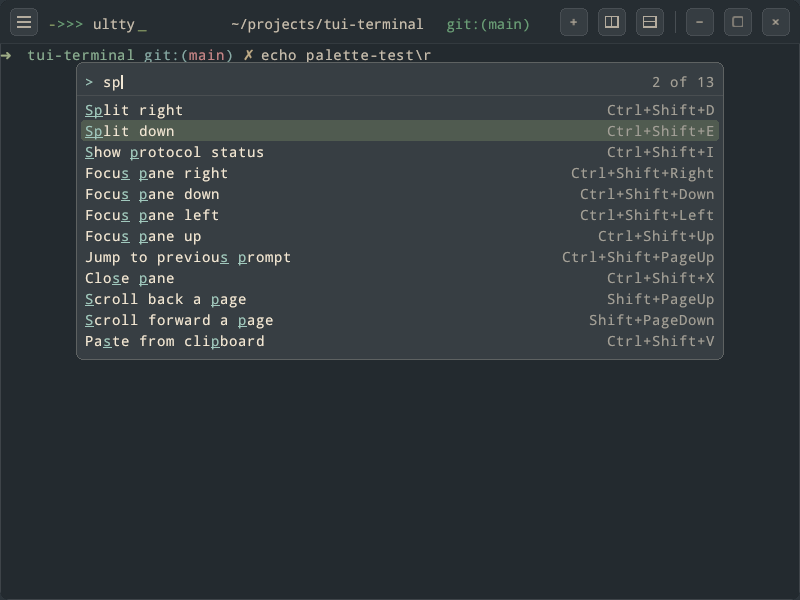 ->>> ultty_ ~/projects/tui-terminal git:(main) + − ×
➜ tui-terminal git:(main) ✗ echo palette-test\r
> sp 2 of 13
Split right Ctrl+Shift+D
Split down Ctrl+Shift+E
Show protocol status Ctrl+Shift+I
Focus pane right Ctrl+Shift+Right
Focus pane down Ctrl+Shift+Down
Focus pane left Ctrl+Shift+Left
Focus pane up Ctrl+Shift+Up
Jump to previous prompt Ctrl+Shift+PageUp
Close pane Ctrl+Shift+X
Scroll back a page Shift+PageUp
Scroll forward a page Shift+PageDown
Paste from clipboard Ctrl+Shift+V